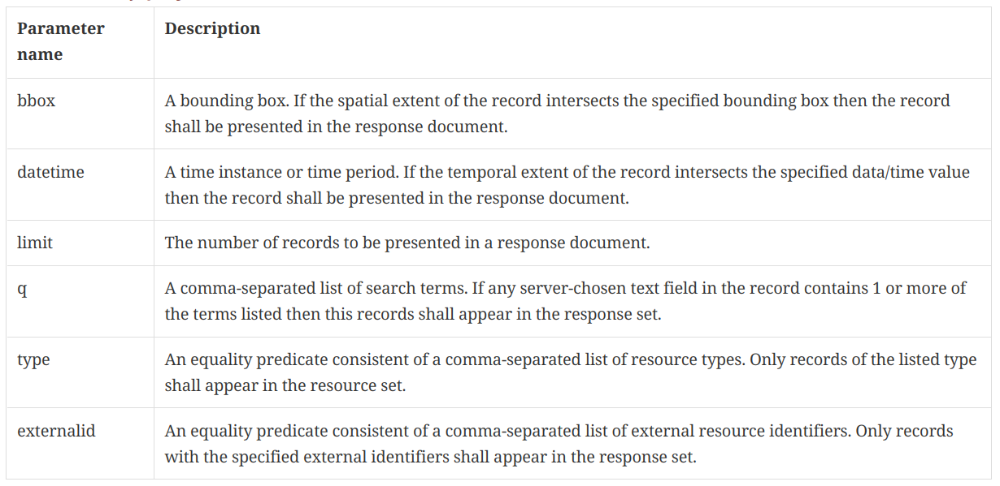 Parameter name
Description
bbox
A bounding box. If the spatial extent of the record intersects the specified bounding box then the record
shall be presented in the response document.
datetime
A time instance or time period. If the temporal extent of the record intersects the specified data/time value
then the record shall be presented in the response document.
limit
The number of records to be presented in a response document.
q
A comma-separated list of search terms. If any server-chosen text field in the record contains 1 or more of
the terms listed then this records shall appear in the response set.
type
An equality predicate consistent of a comma-separated list of resource types. Only records of the listed type
shall appear in the resource set.
externalid
An equality predicate consistent of a comma-separated list of external resource identifiers. Only records
with the specified external identifiers shall appear in the response set.